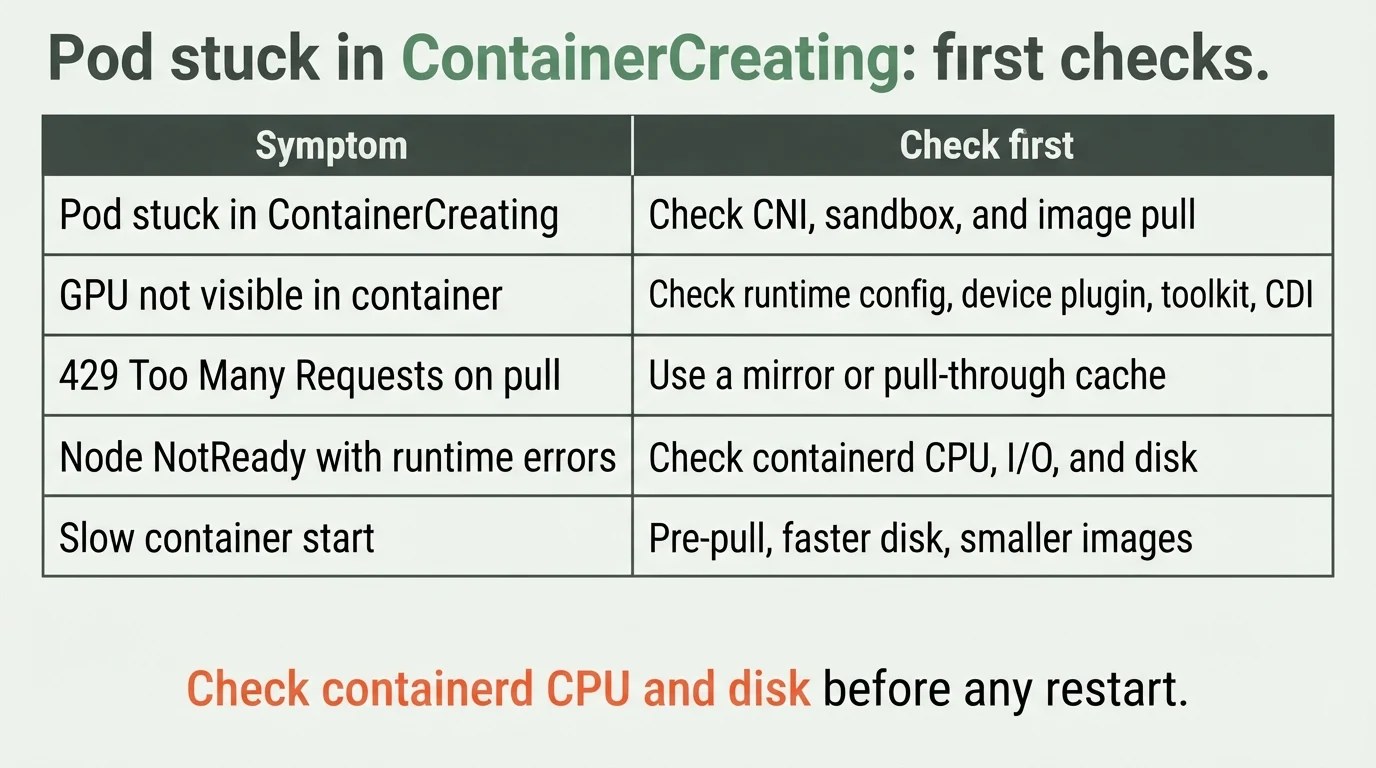 Pod stuck in ContainerCreating: first checks.
Symptom
Check first
Pod stuck in ContainerCreating
Check CNI, sandbox, and image pull
GPU not visible in container
Check runtime config, device plugin, toolkit, CDI
429 Too Many Requests on pull
Use a mirror or pull-through cache
Node NotReady with runtime errors
Check containerd CPU, I/O, and disk
Slow container start
Pre-pull, faster disk, smaller images
Check containerd CPU and disk before any restart.